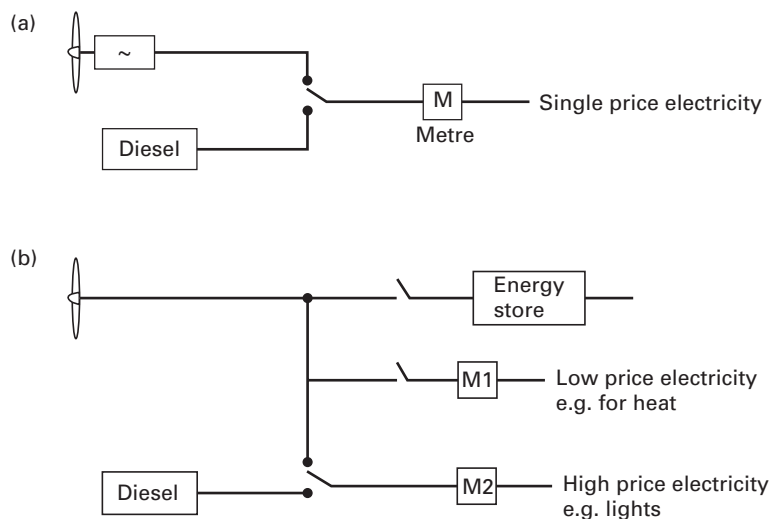 (a)
~
M
Single price electricity
Metre
Diesel
(b)
Energy
store
M1
Low price electricity
e.g. for heat
Diesel
M2
High price electricity
e.g. lights